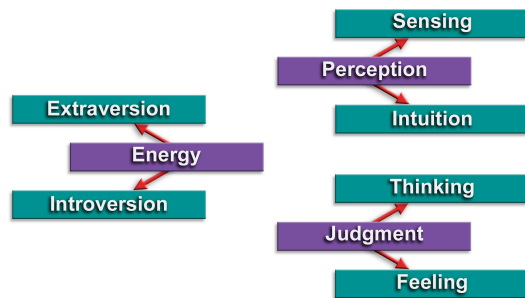 Sensing
Perception
Intuition
Extraversion
Energy
Introversion
Thinking
Judgment
Feeling